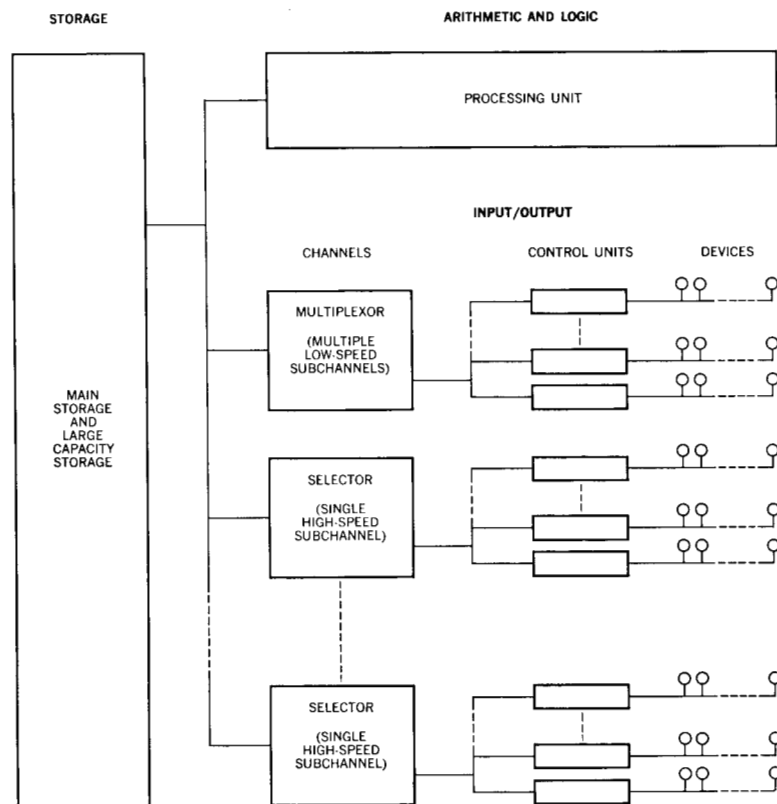 STORAGE
ARITHMETIC AND LOGIC
PROCESSING UNIT
INPUT/OUTPUT
CHANNELS
CONTROL UNITS
DEVICES
MULTIPLEXOR
(MULTIPLE
LOW-SPEED
SUBCHANNELS)
MAIN
STORAGE
AND
LARGE
CAPACITY
STORAGE
SELECTOR
(SINGLE
HIGH-SPEED
SUBCHANNEL)
SELECTOR
(SINGLE
HIGH-SPEED
SUBCHANNEL)